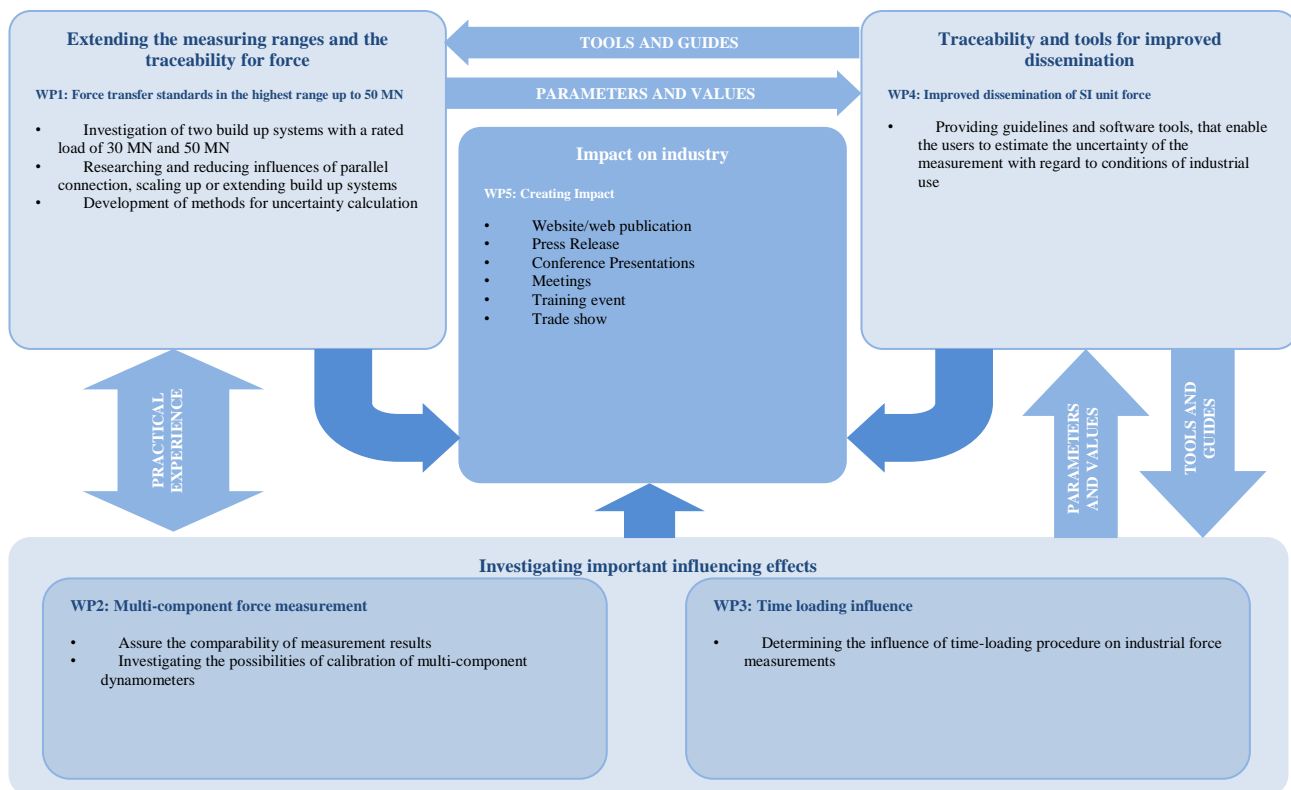 Extending the measuring ranges and the
traceability for force
WP1: Force transfer standards in the highest range up to 50 MN
• Investigation of two build up systems with a rated
load of 30 MN and 50 MN
• Researching and reducing influences of parallel
connection, scaling up or extending build up systems
• Development of methods for uncertainty calculation
TOOLS AND GUIDES
PARAMETERS AND VALUES
Impact on industry
WP5: Creating Impact
• Website/web publication
• Press Release
• Conference Presentations
• Meetings
• Training event
• Trade show
Traceability and tools for improved
dissemination
WP4: Improved dissemination of SI unit force
• Providing guidelines and software tools, that enable
the users to estimate the uncertainty of the
measurement with regard to conditions of industrial
use
PRACTICAL
EXPERIENCE
PARAMETERS
AND VALUES
TOOLS AND
GUIDES
Investigating important influencing effects
WP2: Multi-component force measurement
• Assure the comparability of measurement results
• Investigating the possibilities of calibration of multi-component
dynamometers
WP3: Time loading influence
• Determining the influence of time-loading procedure on industrial force
measurements